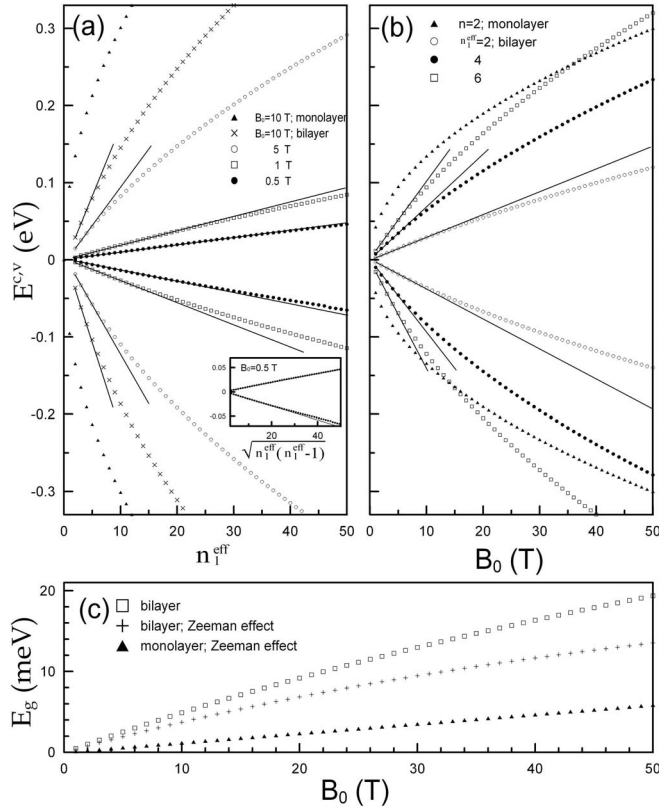 (a)
B₀=10 T; monolayer
B₀=10 T; bilayer
5 T
1 T
0.5 T
E^{c,v} (eV)
0.3
0.2
0.1
0
-0.1
-0.2
-0.3
B₀=0.5 T
0.05
0.00
-0.05
20 40
√n₁^{eff}(n₁^{eff}-1)
0 10 20 30 40 50
n₁^{eff}
(b)
n=2; monolayer
n₁^{eff}=2; bilayer
4
6
0 10 20 30 40 50
B₀ (T)
(c)
bilayer
bilayer; Zeeman effect
monolayer; Zeeman effect
E_g (meV)
20
10
0
0 10 20 30 40 50
B₀ (T)